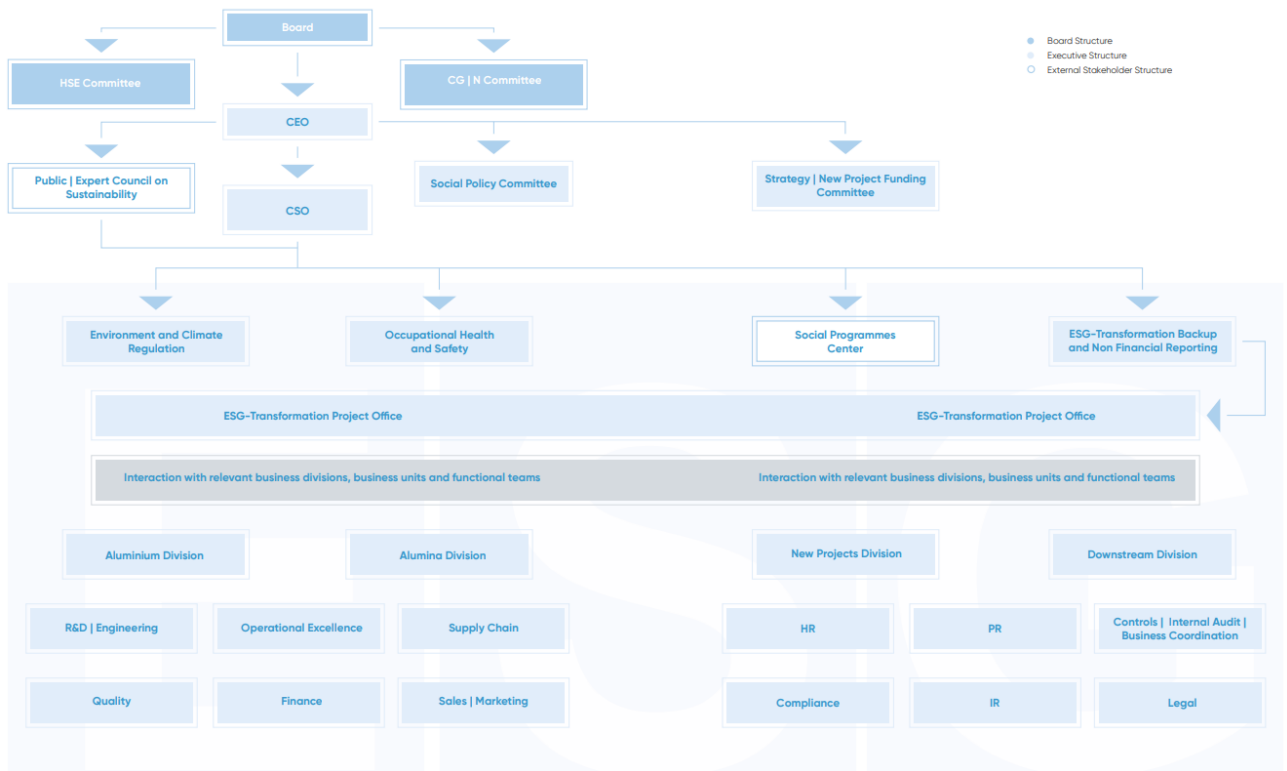 Board
Board Structure
Executive Structure
External Stakeholder Structure
HSE Committee
CG | N Committee
CEO
Public | Expert Council on
Sustainability
CSO
Social Policy Committee
Strategy | New Project Funding
Committee
Environment and Climate
Regulation
Occupational Health
and Safety
Social Programmes
Center
ESG-Transformation Backup
and Non Financial Reporting
ESG-Transformation Project Office
ESG-Transformation Project Office
Interaction with relevant business divisions, business units and functional teams
Interaction with relevant business divisions, business units and functional teams
Aluminium Division
Alumina Division
New Projects Division
Downstream Division
R&D | Engineering
Operational Excellence
Supply Chain
HR
PR
Controls | Internal Audit |
Business Coordination
Quality
Finance
Sales | Marketing
Compliance
IR
Legal
E
S
G